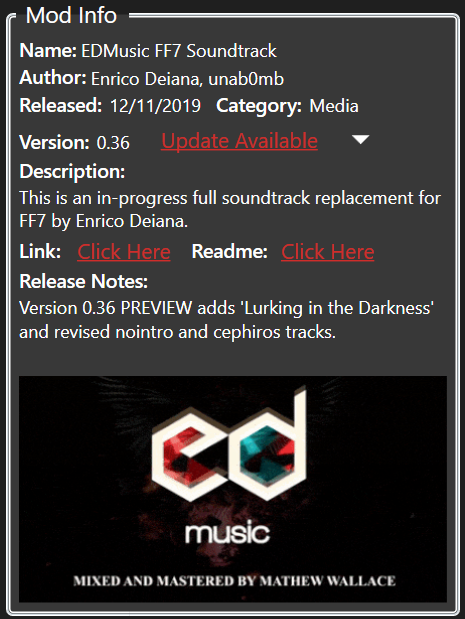 Mod Info
Name: EDMusic FF7 Soundtrack
Author: Enrico Deiana, unab0mb
Released: 12/11/2019 Category: Media
Version: 0.36 Update Available
Description:
This is an in-progress full soundtrack replacement for
FF7 by Enrico Deiana.
Link: Click Here Readme: Click Here
Release Notes:
Version 0.36 PREVIEW adds 'Lurking in the Darkness'
and revised nointro and cephiros tracks.
ed
music
MIXED AND MASTERED BY MATHEW WALLACE